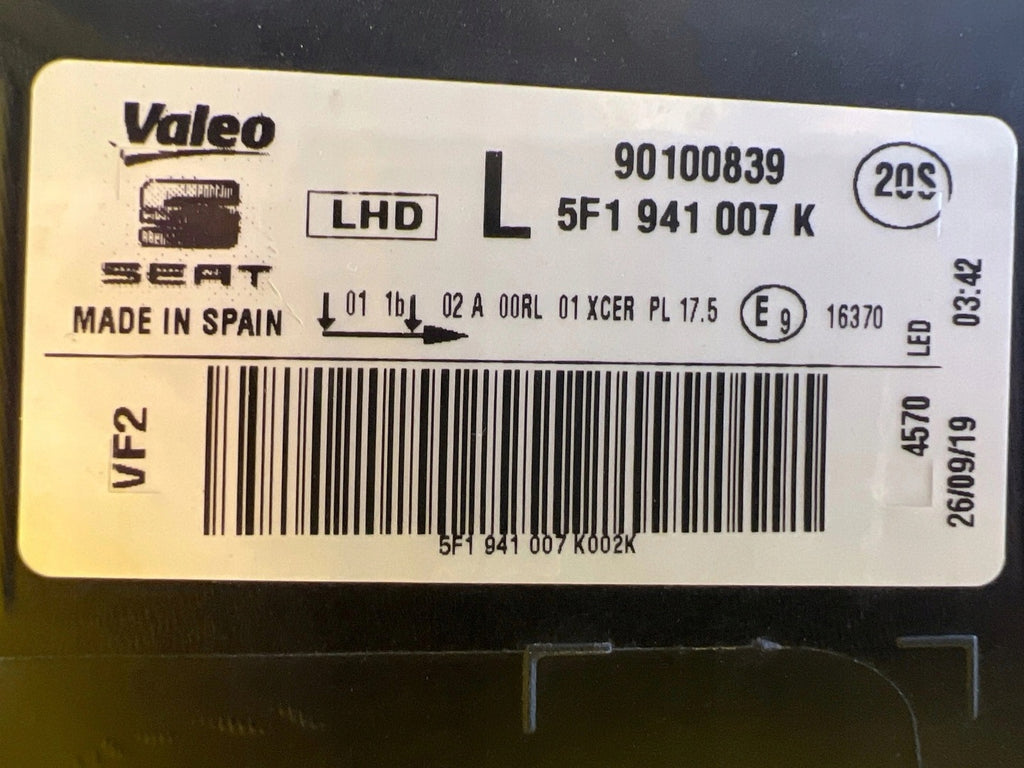 Valeo
SEAT
MADE IN SPAIN
LHD
L
90100839
5F1 941 007 K
20S
01 1b 02 A 00RL 01 XCER PL 17.5 E9 16370
LED
03:42
VF2
4570
26/09/19
5F1 941 007 K002K